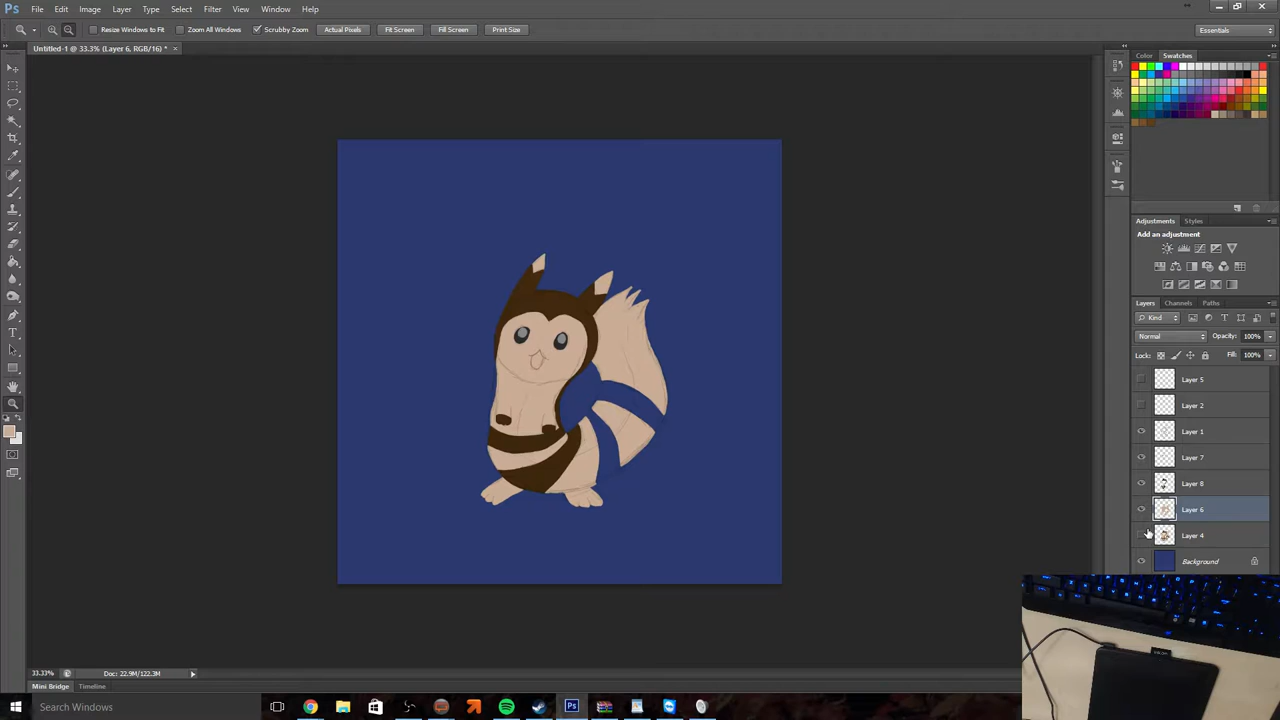 Ps File Edit Image Layer Type Select Filter View Window Help
Resize Windows to Fit Zoom All Windows Scrubby Zoom Actual Pixels Fit Screen Fill Screen Print Size Essentials
Untitled-1 @ 33.3% (Layer 6, RGB/16) * ×
Color Swatches
Adjustments Styles
Add an adjustment
Layers Channels Paths
Kind
Normal Opacity: 100%
Lock: Fill: 100%
Layer 5
Layer 2
Layer 1
Layer 7
Layer 8
Layer 6
Layer 4
Background
33.33% Doc: 22.9M/122.3M
Mini Bridge Timeline
Search Windows Ps